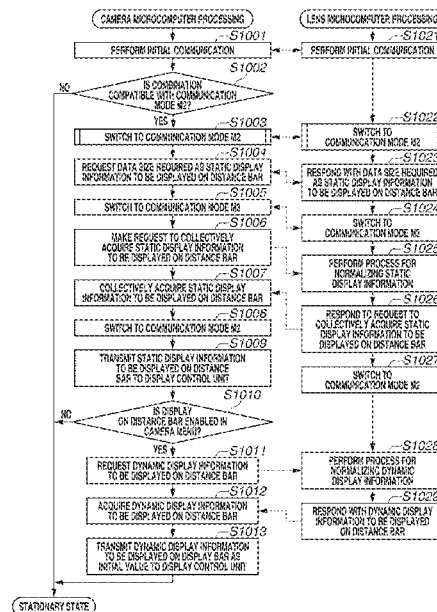 CAMERA MICROCOMPUTER PROCESSING
S1001
PERFORM INITIAL COMMUNICATION
S1002
IS COMBINATION
COMPATIBLE WITH COMMUNICATION
MODE M2?
NO
YES
S1003
SWITCH TO COMMUNICATION MODE M2
S1004
REQUEST DATA SIZE REQUIRED AS STATIC DISPLAY
INFORMATION TO BE DISPLAYED ON DISTANCE BAR
S1005
SWITCH TO COMMUNICATION MODE M3
S1006
MAKE REQUEST TO COLLECTIVELY
ACQUIRE STATIC DISPLAY INFORMATION
TO BE DISPLAYED ON DISTANCE BAR
S1007
COLLECTIVELY ACQUIRE STATIC DISPLAY
INFORMATION TO BE DISPLAYED ON DISTANCE BAR
S1008
SWITCH TO COMMUNICATION MODE M2
S1009
TRANSMIT STATIC DISPLAY INFORMATION
TO BE DISPLAYED ON DISTANCE
BAR TO DISPLAY CONTROL UNIT
S1010
IS DISPLAY
ON DISTANCE BAR ENABLED IN
CAMERA MENU?
NO
YES
S1011
REQUEST DYNAMIC DISPLAY INFORMATION
TO BE DISPLAYED ON DISTANCE BAR
S1012
ACQUIRE DYNAMIC DISPLAY INFORMATION
TO BE DISPLAYED ON DISTANCE BAR
S1013
TRANSMIT DYNAMIC DISPLAY INFORMATION
TO BE DISPLAYED ON DISPLAY BAR AS
INITIAL VALUE TO DISPLAY CONTROL UNIT
STATIONARY STATE
LENS MICROCOMPUTER PROCESSING
S1021
PERFORM INITIAL COMMUNICATION
S1022
SWITCH TO
COMMUNICATION MODE M2
S1023
RESPOND WITH DATA SIZE REQUIRED
AS STATIC DISPLAY INFORMATION
TO BE DISPLAYED ON DISTANCE BAR
S1024
SWITCH TO
COMMUNICATION MODE M3
S1025
PERFORM PROCESS FOR
NORMALIZING STATIC
DISPLAY INFORMATION
S1026
RESPOND TO REQUEST TO
COLLECTIVELY ACQUIRE STATIC
DISPLAY INFORMATION TO BE
DISPLAYED ON DISTANCE BAR
S1027
SWITCH TO
COMMUNICATION MODE M2
S1028
PERFORM PROCESS FOR
NORMALIZING DYNAMIC
DISPLAY INFORMATION
S1029
RESPOND WITH DYNAMIC DISPLAY
INFORMATION TO BE DISPLAYED
ON DISTANCE BAR